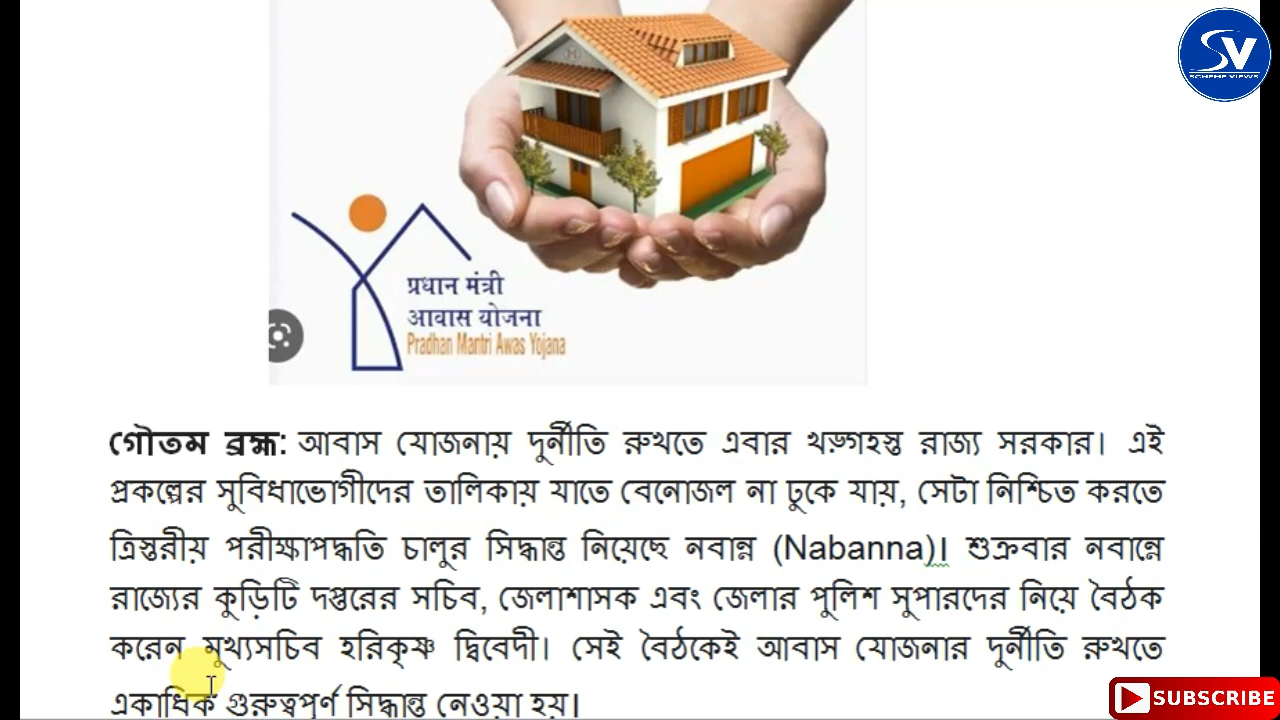 SV
SCHEME VIEWS
प्रधान मंत्री
आवास योजना
Pradhan Mantri Awas Yojana
গৌতম ব্রহ্ম: আবাস যোজনায় দুর্নীতি রুখতে এবার খড়্গহস্ত রাজ্য সরকার। এই
প্রকল্পের সুবিধাভোগীদের তালিকায় যাতে বেনোজল না ঢুকে যায়, সেটা নিশ্চিত করতে
ত্রিস্তরীয় পরীক্ষাপদ্ধতি চালুর সিদ্ধান্ত নিয়েছে নবান্ন (Nabanna)। শুক্রবার নবান্নে
রাজ্যের কুড়িটি দপ্তরের সচিব, জেলাশাসক এবং জেলার পুলিশ সুপারদের নিয়ে বৈঠক
করেন মুখ্যসচিব হরিকৃষ্ণ দ্বিবেদী। সেই বৈঠকেই আবাস যোজনার দুর্নীতি রুখতে
একাধিক গুরুত্বপূর্ণ সিদ্ধান্ত নেওয়া হয়।
SUBSCRIBE